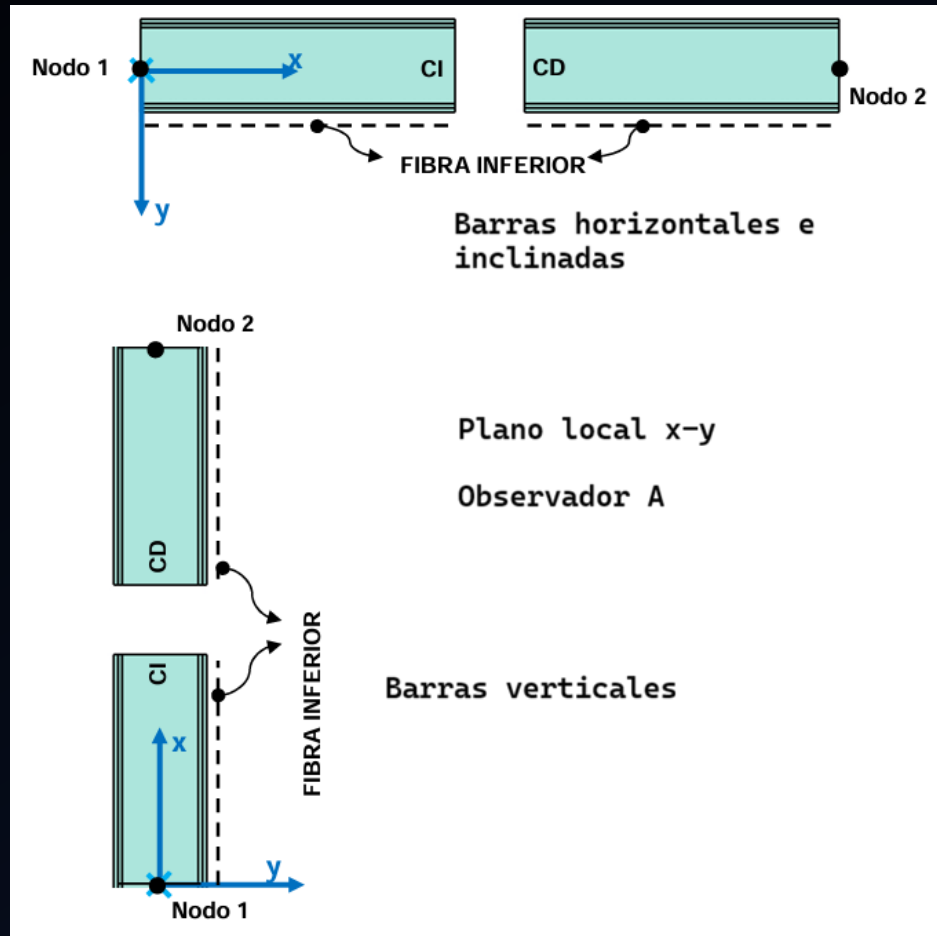 Nodo 1
x
CI
CD
Nodo 2
FIBRA INFERIOR
y
Barras horizontales e
inclinadas
Nodo 2
Plano local x-y
Observador A
CD
CI
FIBRA INFERIOR
Barras verticales
x
y
Nodo 1